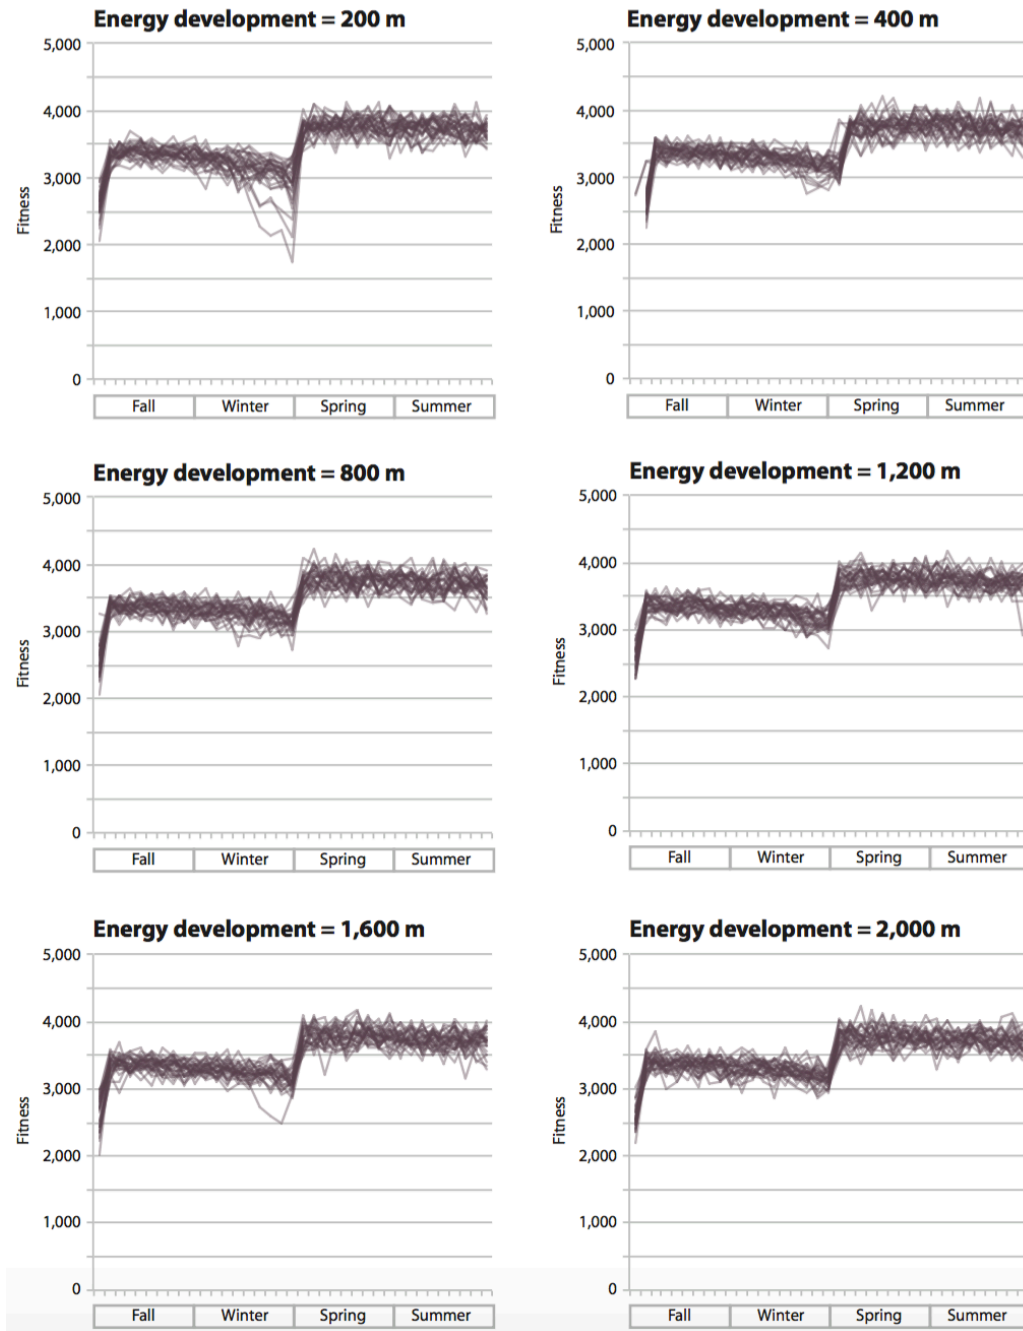 Energy development = 200 m
5,000
4,000
3,000
2,000
1,000
0
Fitness
Fall Winter Spring Summer
Energy development = 400 m
5,000
4,000
3,000
2,000
1,000
0
Fitness
Fall Winter Spring Summer
Energy development = 800 m
5,000
4,000
3,000
2,000
1,000
0
Fitness
Fall Winter Spring Summer
Energy development = 1,200 m
5,000
4,000
3,000
2,000
1,000
0
Fitness
Fall Winter Spring Summer
Energy development = 1,600 m
5,000
4,000
3,000
2,000
1,000
0
Fitness
Fall Winter Spring Summer
Energy development = 2,000 m
5,000
4,000
3,000
2,000
1,000
0
Fitness
Fall Winter Spring Summer